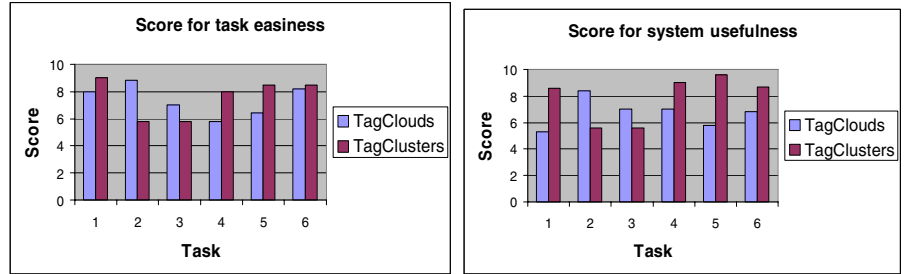 Score for task easiness
10
8
6
4
2
0
Score
1 2 3 4 5 6
Task
TagClouds
TagClusters
Score for system usefulness
10
8
6
4
2
0
Score
1 2 3 4 5 6
Task
TagClouds
TagClusters